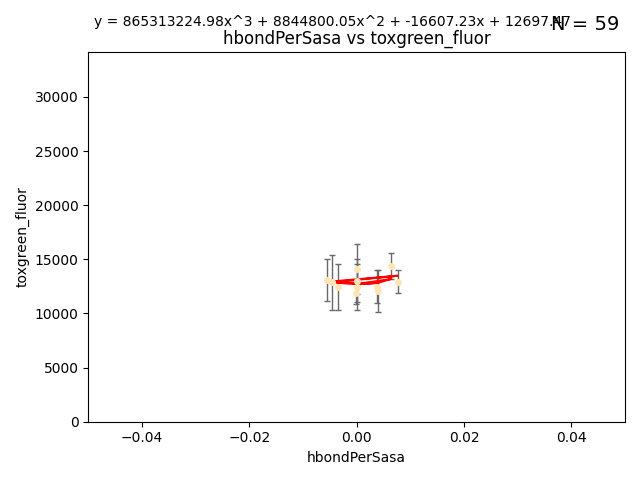 y = 865313224.98x^3 + 8844800.05x^2 + -16607.23x + 12697.47
N = 59
hbondPerSasa vs toxgreen_fluor
30000
25000
20000
15000
10000
5000
0
toxgreen_fluor
−0.04
−0.02
0.00
0.02
0.04
hbondPerSasa